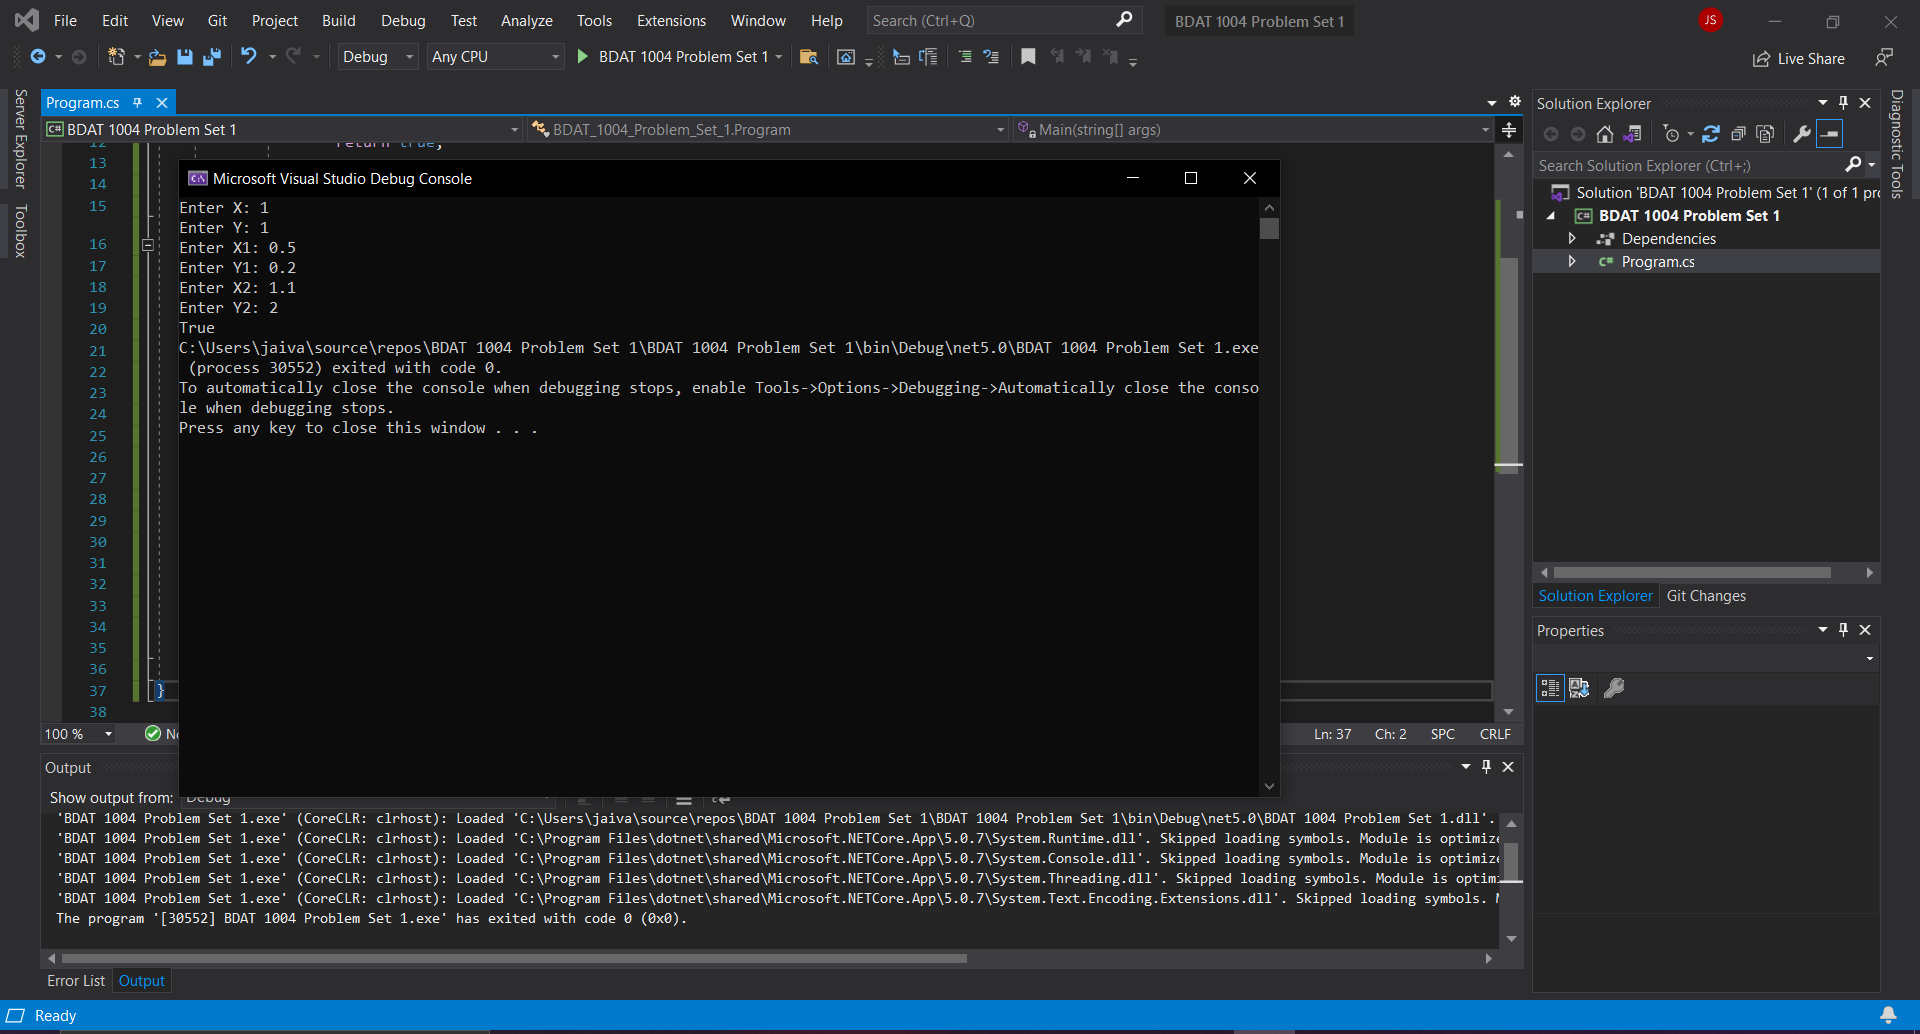 File Edit View Git Project Build Debug Test Analyze Tools Extensions Window Help Search (Ctrl+Q) BDAT 1004 Problem Set 1 JS
Debug Any CPU BDAT 1004 Problem Set 1 Live Share
Server Explorer
Toolbox
Program.cs
BDAT 1004 Problem Set 1 BDAT_1004_Problem_Set_1.Program Main(string[] args)
12 return true;
13
14
15
16
17
18
19
20
21
22
23
24
25
26
27
28
29
30
31
32
33
34
35
36
37 }
38
Microsoft Visual Studio Debug Console
Enter X: 1
Enter Y: 1
Enter X1: 0.5
Enter Y1: 0.2
Enter X2: 1.1
Enter Y2: 2
True
C:\Users\jaiva\source\repos\BDAT 1004 Problem Set 1\BDAT 1004 Problem Set 1\bin\Debug\net5.0\BDAT 1004 Problem Set 1.exe
(process 30552) exited with code 0.
To automatically close the console when debugging stops, enable Tools->Options->Debugging->Automatically close the conso
le when debugging stops.
Press any key to close this window . . .
100 % No Ln: 37 Ch: 2 SPC CRLF
Output
Show output from: Debug
'BDAT 1004 Problem Set 1.exe' (CoreCLR: clrhost): Loaded 'C:\Users\jaiva\source\repos\BDAT 1004 Problem Set 1\BDAT 1004 Problem Set 1\bin\Debug\net5.0\BDAT 1004 Problem Set 1.dll'.
'BDAT 1004 Problem Set 1.exe' (CoreCLR: clrhost): Loaded 'C:\Program Files\dotnet\shared\Microsoft.NETCore.App\5.0.7\System.Runtime.dll'. Skipped loading symbols. Module is optimize
'BDAT 1004 Problem Set 1.exe' (CoreCLR: clrhost): Loaded 'C:\Program Files\dotnet\shared\Microsoft.NETCore.App\5.0.7\System.Console.dll'. Skipped loading symbols. Module is optimize
'BDAT 1004 Problem Set 1.exe' (CoreCLR: clrhost): Loaded 'C:\Program Files\dotnet\shared\Microsoft.NETCore.App\5.0.7\System.Threading.dll'. Skipped loading symbols. Module is optimi
'BDAT 1004 Problem Set 1.exe' (CoreCLR: clrhost): Loaded 'C:\Program Files\dotnet\shared\Microsoft.NETCore.App\5.0.7\System.Text.Encoding.Extensions.dll'. Skipped loading symbols. M
The program '[30552] BDAT 1004 Problem Set 1.exe' has exited with code 0 (0x0).
Error List Output
Ready
Solution Explorer
Search Solution Explorer (Ctrl+;)
Solution 'BDAT 1004 Problem Set 1' (1 of 1 pro
BDAT 1004 Problem Set 1
Dependencies
Program.cs
Solution Explorer Git Changes
Properties
Diagnostic Tools